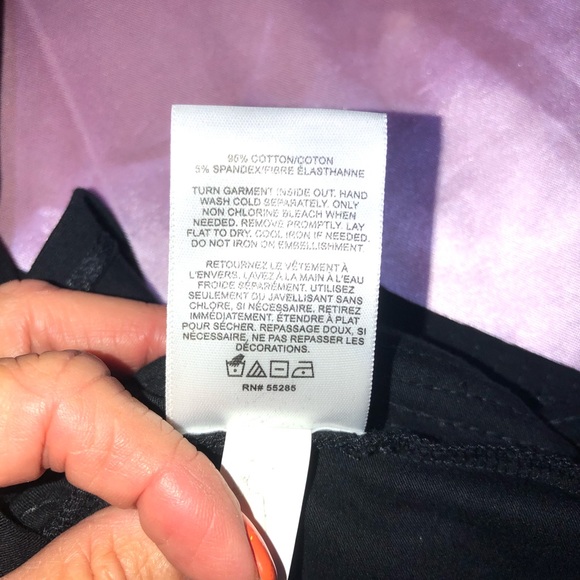 95% COTTON/COTON
5% SPANDEX/FIBRE ÉLASTHANNE
TURN GARMENT INSIDE OUT. HAND
WASH COLD SEPARATELY. ONLY
NON CHLORINE BLEACH WHEN
NEEDED. REMOVE PROMPTLY. LAY
FLAT TO DRY. COOL IRON IF NEEDED.
DO NOT IRON ON EMBELLISHMENT.
RETOURNEZ LE VÊTEMENT À
L'ENVERS. LAVEZ À LA MAIN À L'EAU
FROIDE SÉPARÉMENT. UTILISEZ
SEULEMENT DU JAVELLISANT SANS
CHLORE, SI NÉCESSAIRE. RETIREZ
IMMÉDIATEMENT. ÉTENDRE À PLAT
POUR SÉCHER. REPASSAGE DOUX, SI
NÉCESSAIRE, NE PAS REPASSER LES
DÉCORATIONS.
RN# 55285